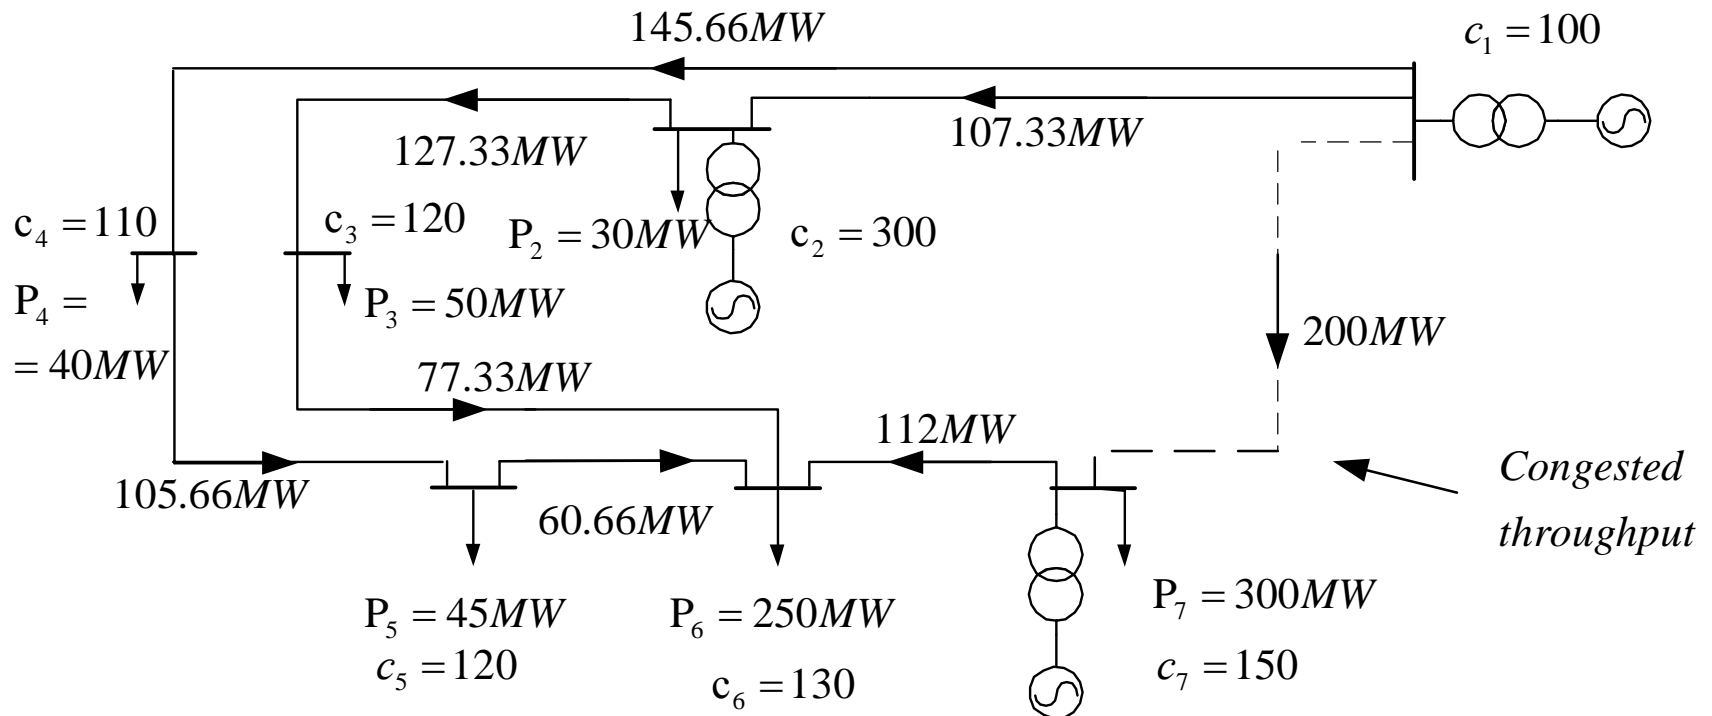 145.66MW
c₁ = 100
107.33MW
127.33MW
c₄ = 110
c₃ = 120
P₂ = 30MW
c₂ = 300
P₄ =
= 40MW
P₃ = 50MW
200MW
77.33MW
112MW
105.66MW
60.66MW
Congested
throughput
P₅ = 45MW
c₅ = 120
P₆ = 250MW
c₆ = 130
P₇ = 300MW
c₇ = 150